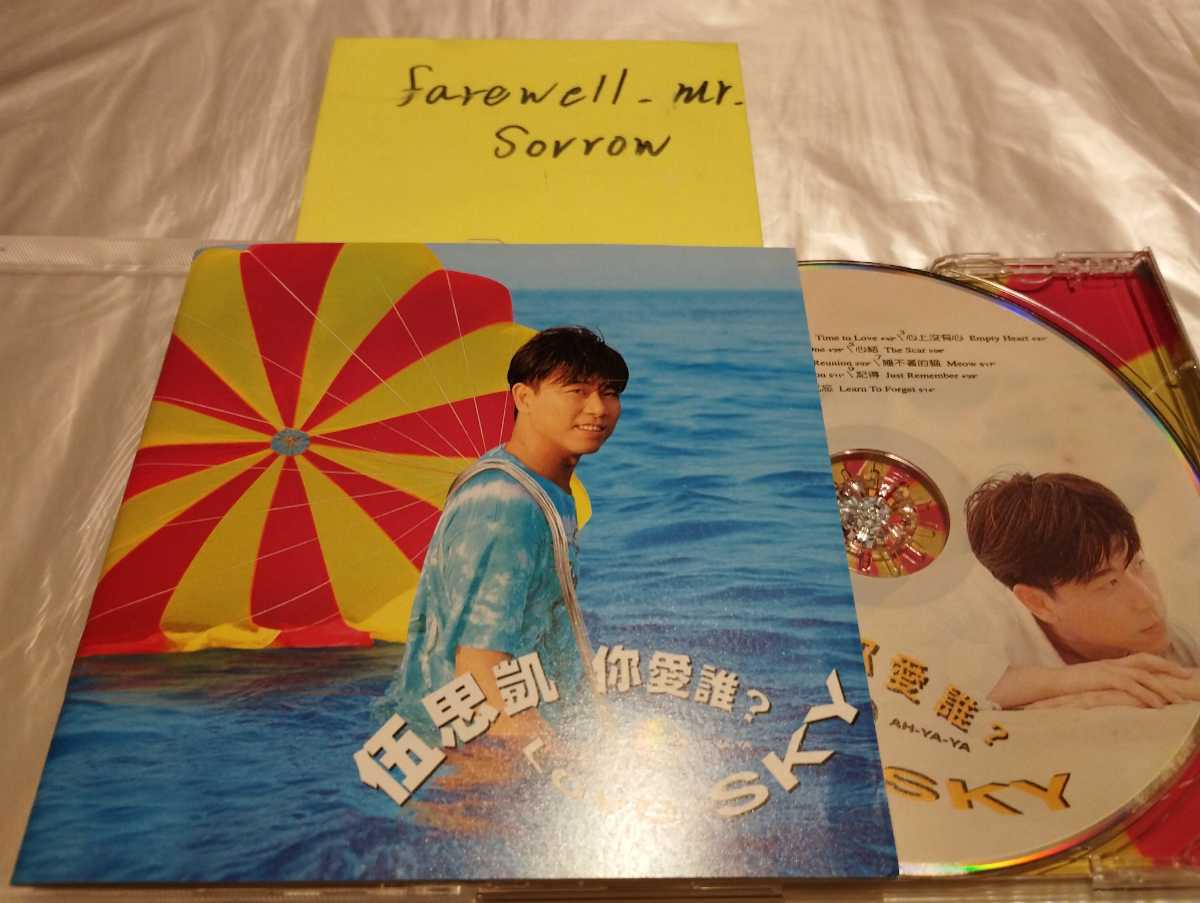 farewell_mr.
Sorrow
Time to Love 心上沒有心 Empty Heart
心結 The Scar
Reunion 睡不著的貓 Meow
記得 Just Remember
忘 Learn To Forget
伍思凱 你愛誰?
SKY
愛誰?
AH-YA-YA
SKY